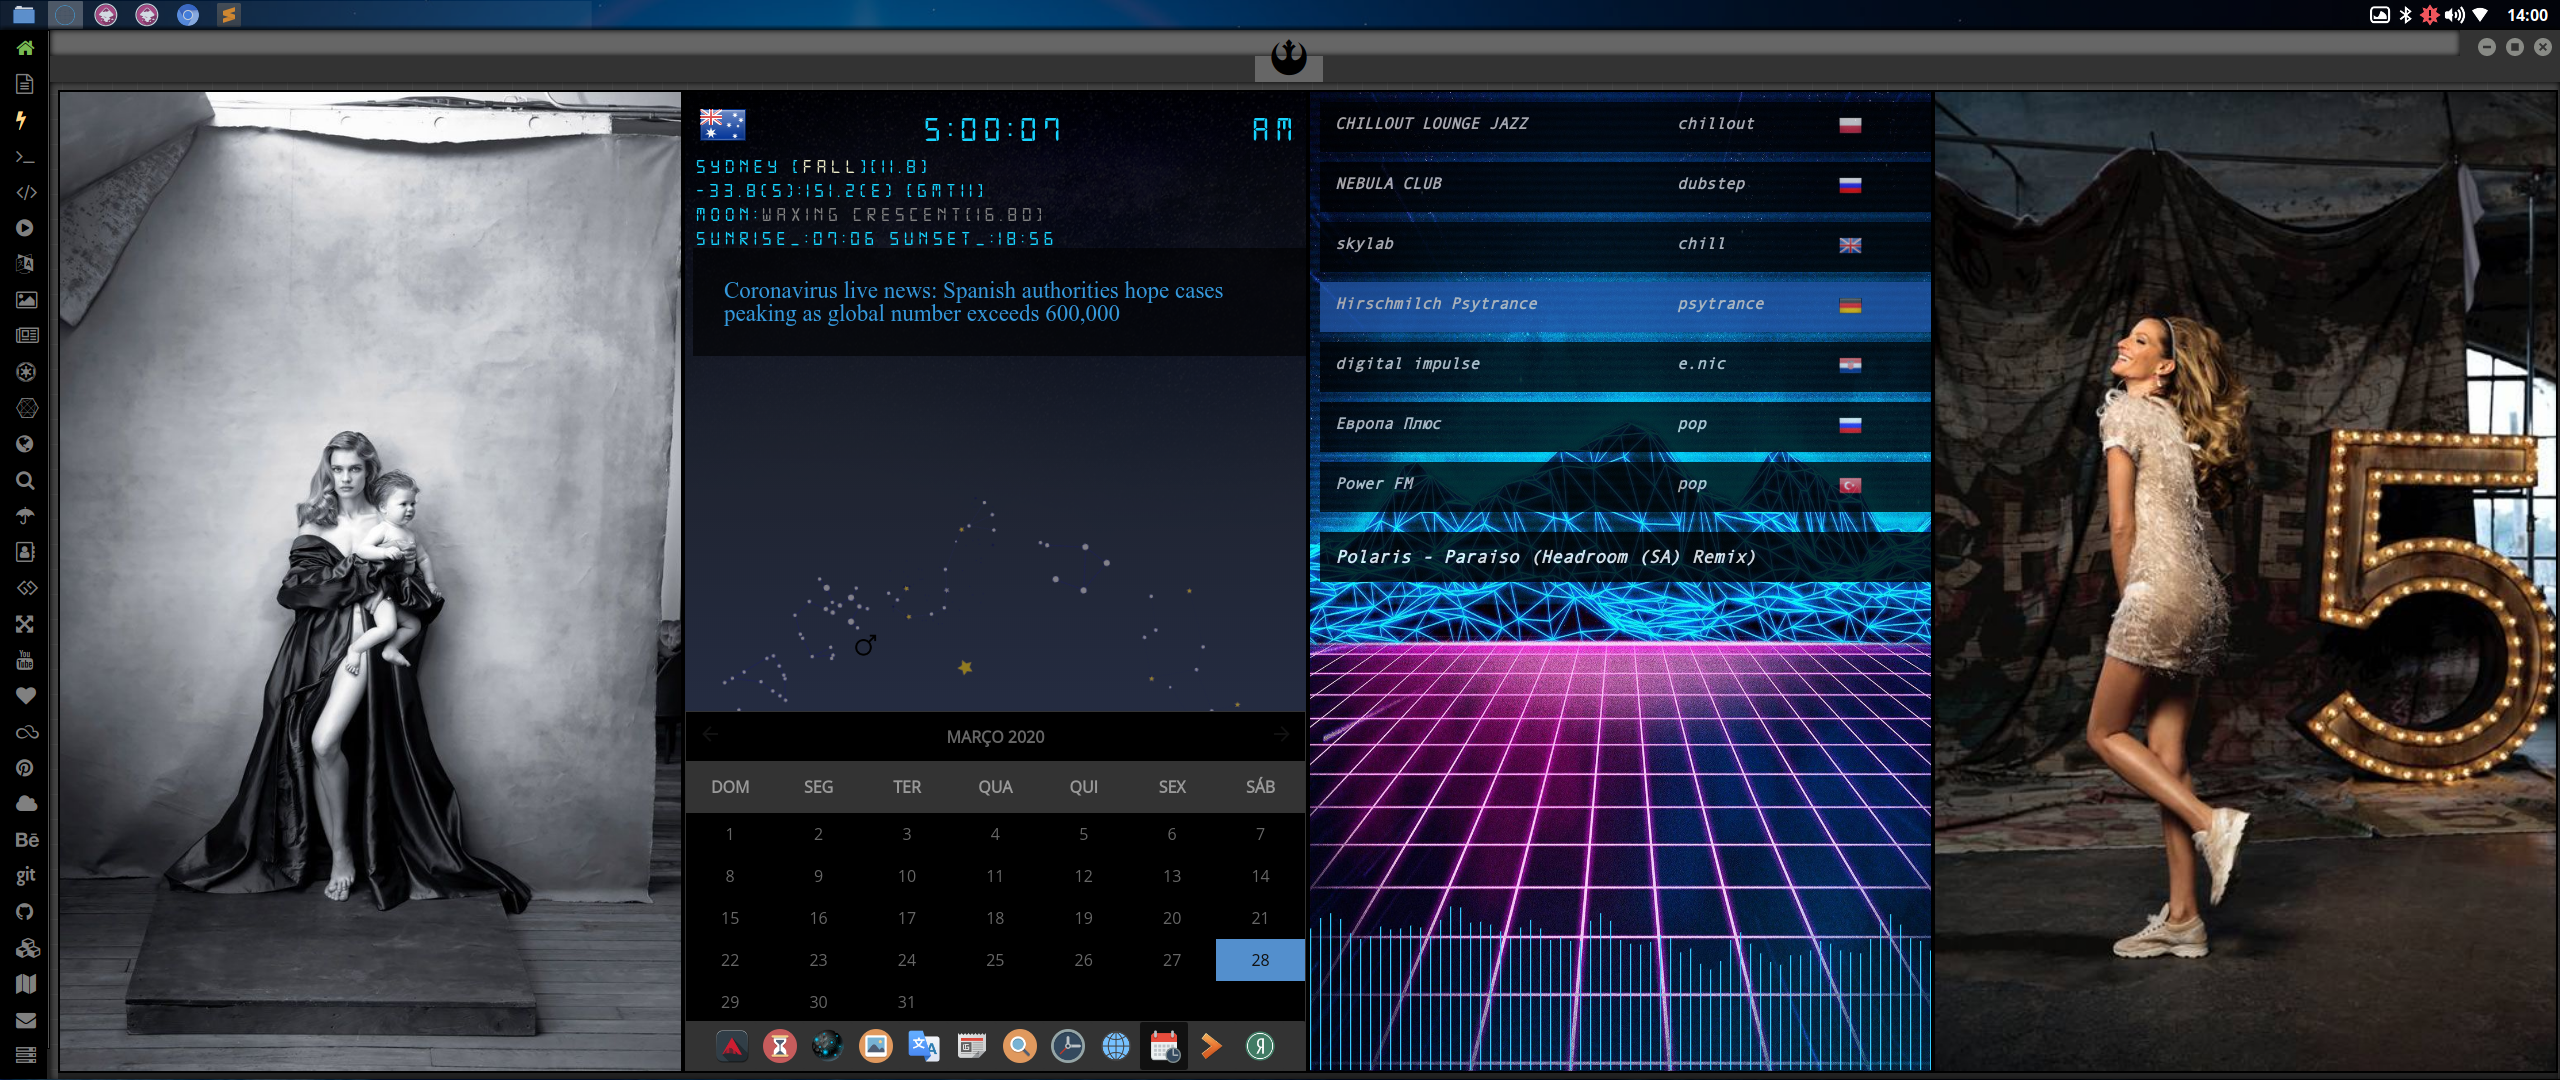 14:00
You
Tube
Bē
git
5:00:07 AM
SYDNEY [FALL][11.8]
-33.8(S):151.2(E) [GMT11]
MOON:WAXING CRESCENT[16.80]
SUNRISE_:07:06 SUNSET_:18:56
Coronavirus live news: Spanish authorities hope cases
peaking as global number exceeds 600,000
MARÇO 2020
DOM SEG TER QUA QUI SEX SÁB
1 2 3 4 5 6 7
8 9 10 11 12 13 14
15 16 17 18 19 20 21
22 23 24 25 26 27 28
29 30 31
CHILLOUT LOUNGE JAZZ chillout
NEBULA CLUB dubstep
skylab chill
Hirschmilch Psytrance psytrance
digital impulse e.nic
Европа Плюс pop
Power FM pop
Polaris - Paraiso (Headroom (SA) Remix)
5